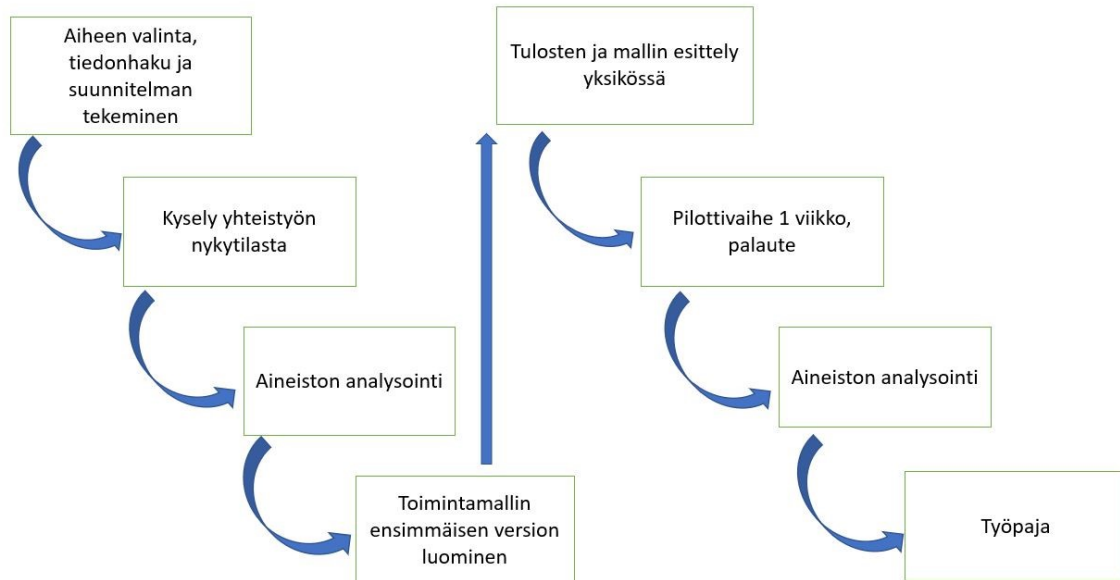 Aiheen valinta,
tiedonhaku ja
suunnitelman
tekeminen
Kysely yhteistyön
nykytilasta
Aineiston analysointi
Toimintamallin
ensimmäisen version
luominen
Tulosten ja mallin esittely
yksikössä
Pilottivaihe 1 viikko,
palaute
Aineiston analysointi
Työpaja